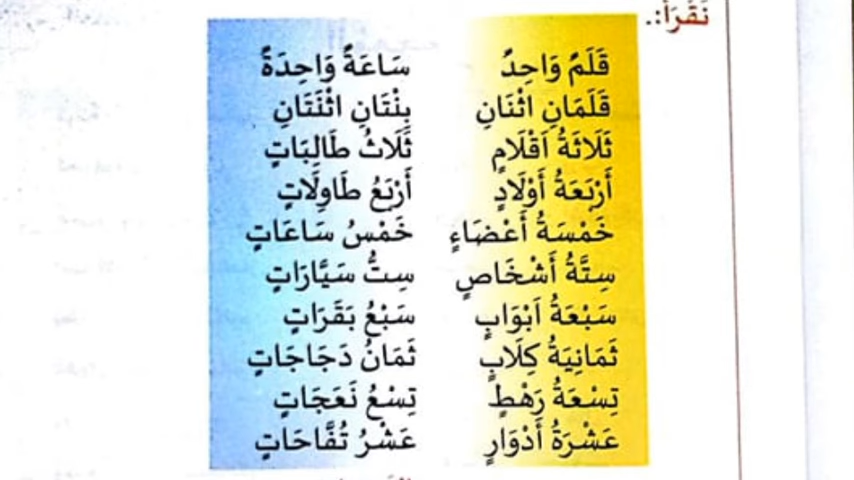 نَقْرَأُ:.
قَلَمٌ وَاحِدٌ سَاعَةٌ وَاحِدَةٌ
قَلَمَانِ اثْنَانِ بِنْتَانِ اثْنَتَانِ
ثَلَاثَةُ اَقْلَامٍ ثَلَاثُ طَالِبَاتٍ
أَرْبَعَةُ أَوْلَادٍ أَرْبَعُ طَاوِلَاتٍ
خَمْسَةُ أَعْضَاءٍ خَمْسُ سَاعَاتٍ
سِتَّةُ أَشْخَاصٍ سِتُّ سَيَّارَاتٍ
سَبْعَةُ اَبْوَابٍ سَبْعُ بَقَرَاتٍ
ثَمَانِيَةُ كِلَابٍ ثَمَانُ دَجَاجَاتٍ
تِسْعَةُ رَهْطٍ تِسْعُ نَعَجَاتٍ
عَشْرَةُ أَدْوَارٍ عَشْرُ تُفَّاحَاتٍ